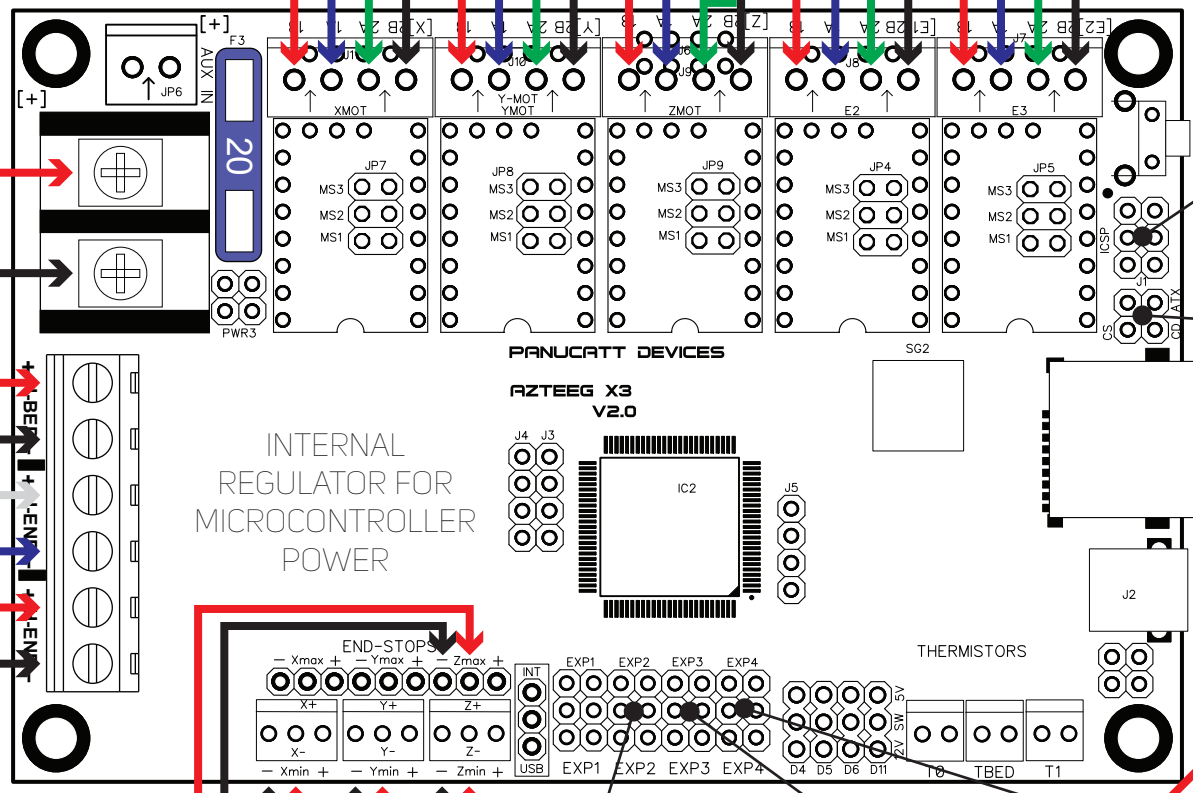 [+]
F3
AUX IN
JP6
[+]
20
1B 1A 2A 2B [X]
1B 1A 2A 2B [Y]
2A 2B [Z]
2A 2B [E1]
2A 2B [E2]
J10
J6
J9
J8
J7
XMOT
Y-MOT
YMOT
ZMOT
E2
E3
JP7
MS3
MS2
MS1
JP8
MS3
MS2
MS1
JP9
MS3
MS2
MS1
JP4
MS3
MS2
MS1
JP5
MS3
MS2
MS1
ICSP
J1
ATX
CS
CD
PWR3
PANUCATT DEVICES
SG2
AZTEEG X3
V2.0
INTERNAL
REGULATOR FOR
MICROCONTROLLER
POWER
J4 J3
IC2
J5
J2
END-STOPS
- Xmax + - Ymax + - Zmax +
X+ Y+ Z+
X- Y- Z-
- Xmin + - Ymin + - Zmin +
INT
USB
EXP1 EXP2 EXP3 EXP4
EXP1 EXP2 EXP3 EXP4
5V
SW
12V
D4 D5 D6 D11
THERMISTORS
T0 TBED T1